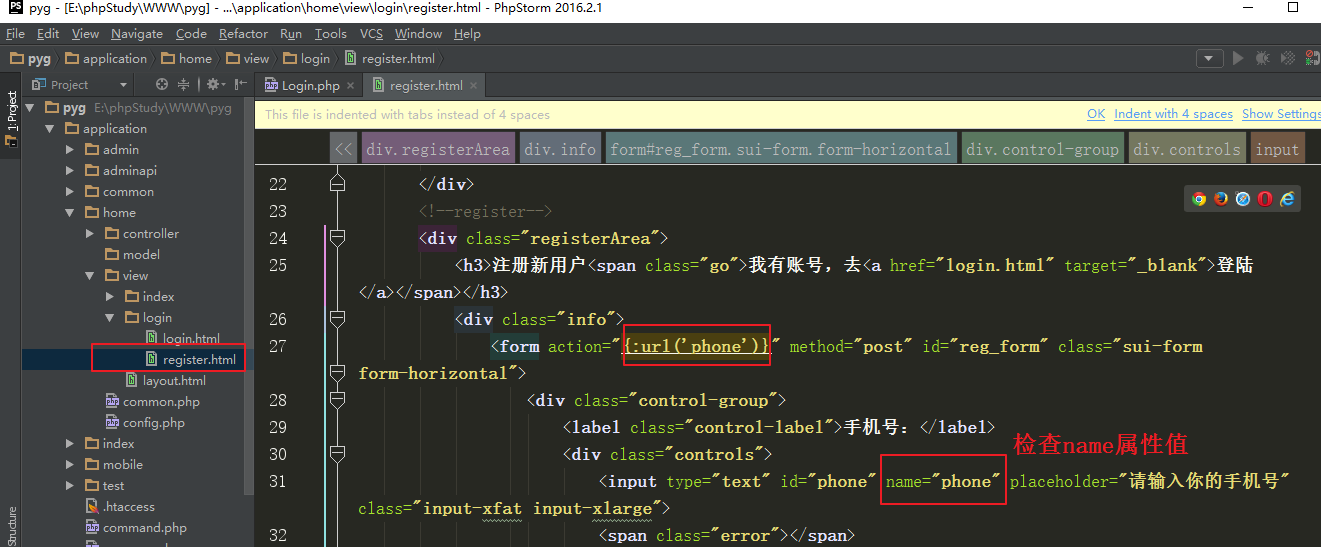 pyg - [E:\phpStudy\WWW\pyg] - ...\application\home\view\login\register.html - PhpStorm 2016.2.1
File Edit View Navigate Code Refactor Run Tools VCS Window Help
pyg application home view login register.html
1: Project
Project
Login.php register.html
pyg E:\phpStudy\WWW\pyg
application
admin
adminapi
common
home
controller
model
view
index
login
login.html
register.html
layout.html
common.php
config.php
index
mobile
test
.htaccess
command.php
Structure
This file is indented with tabs instead of 4 spaces OK Indent with 4 spaces Show Settings
<< div.registerArea div.info form#reg_form.sui-form.form-horizontal div.control-group div.controls input
22 </div>
23 <!--register-->
24 <div class="registerArea">
25 <h3>注册新用户<span class="go">我有账号，去<a href="login.html" target="_blank">登陆
</a></span></h3>
26 <div class="info">
27 <form action="{:url('phone')}" method="post" id="reg_form" class="sui-form
form-horizontal">
28 <div class="control-group">
29 <label class="control-label">手机号：</label>
检查name属性值
30 <div class="controls">
31 <input type="text" id="phone" name="phone" placeholder="请输入你的手机号"
class="input-xfat input-xlarge">
32 <span class="error"></span>